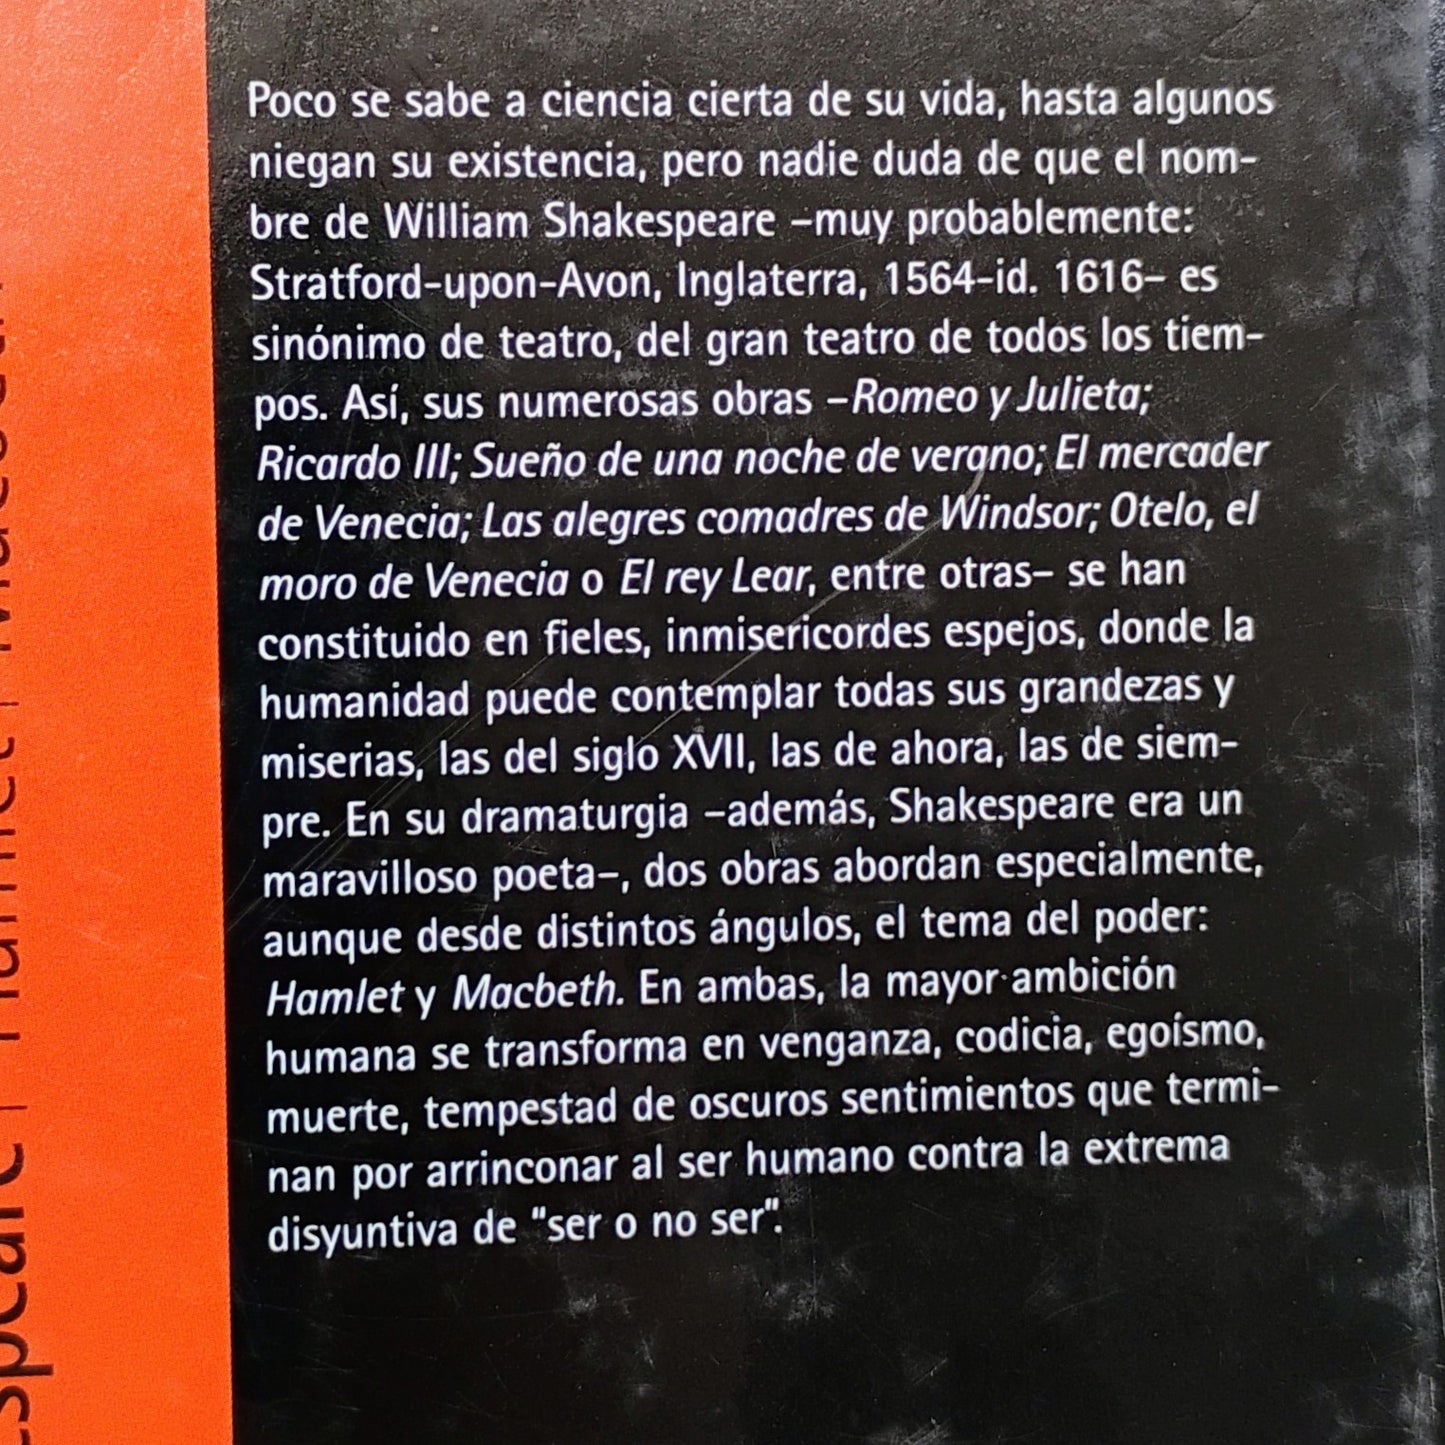 Poco se sabe a ciencia cierta de su vida, hasta algunos
niegan su existencia, pero nadie duda de que el nom-
bre de William Shakespeare –muy probablemente:
Stratford-upon-Avon, Inglaterra, 1564-id. 1616– es
sinónimo de teatro, del gran teatro de todos los tiem-
pos. Así, sus numerosas obras –Romeo y Julieta;
Ricardo III; Sueño de una noche de verano; El mercader
de Venecia; Las alegres comadres de Windsor; Otelo, el
moro de Venecia o El rey Lear, entre otras– se han
constituido en fieles, inmisericordes espejos, donde la
humanidad puede contemplar todas sus grandezas y
miserias, las del siglo XVII, las de ahora, las de siem-
pre. En su dramaturgia –además, Shakespeare era un
maravilloso poeta–, dos obras abordan especialmente,
aunque desde distintos ángulos, el tema del poder:
Hamlet y Macbeth. En ambas, la mayor ambición
humana se transforma en venganza, codicia, egoísmo,
muerte, tempestad de oscuros sentimientos que termi-
nan por arrinconar al ser humano contra la extrema
disyuntiva de "ser o no ser".